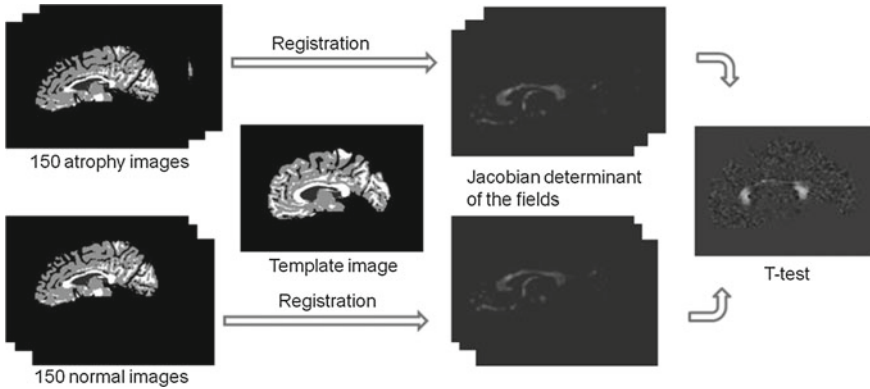 Registration
150 atrophy images
Jacobian determinant
of the fields
Template image
T-test
Registration
150 normal images